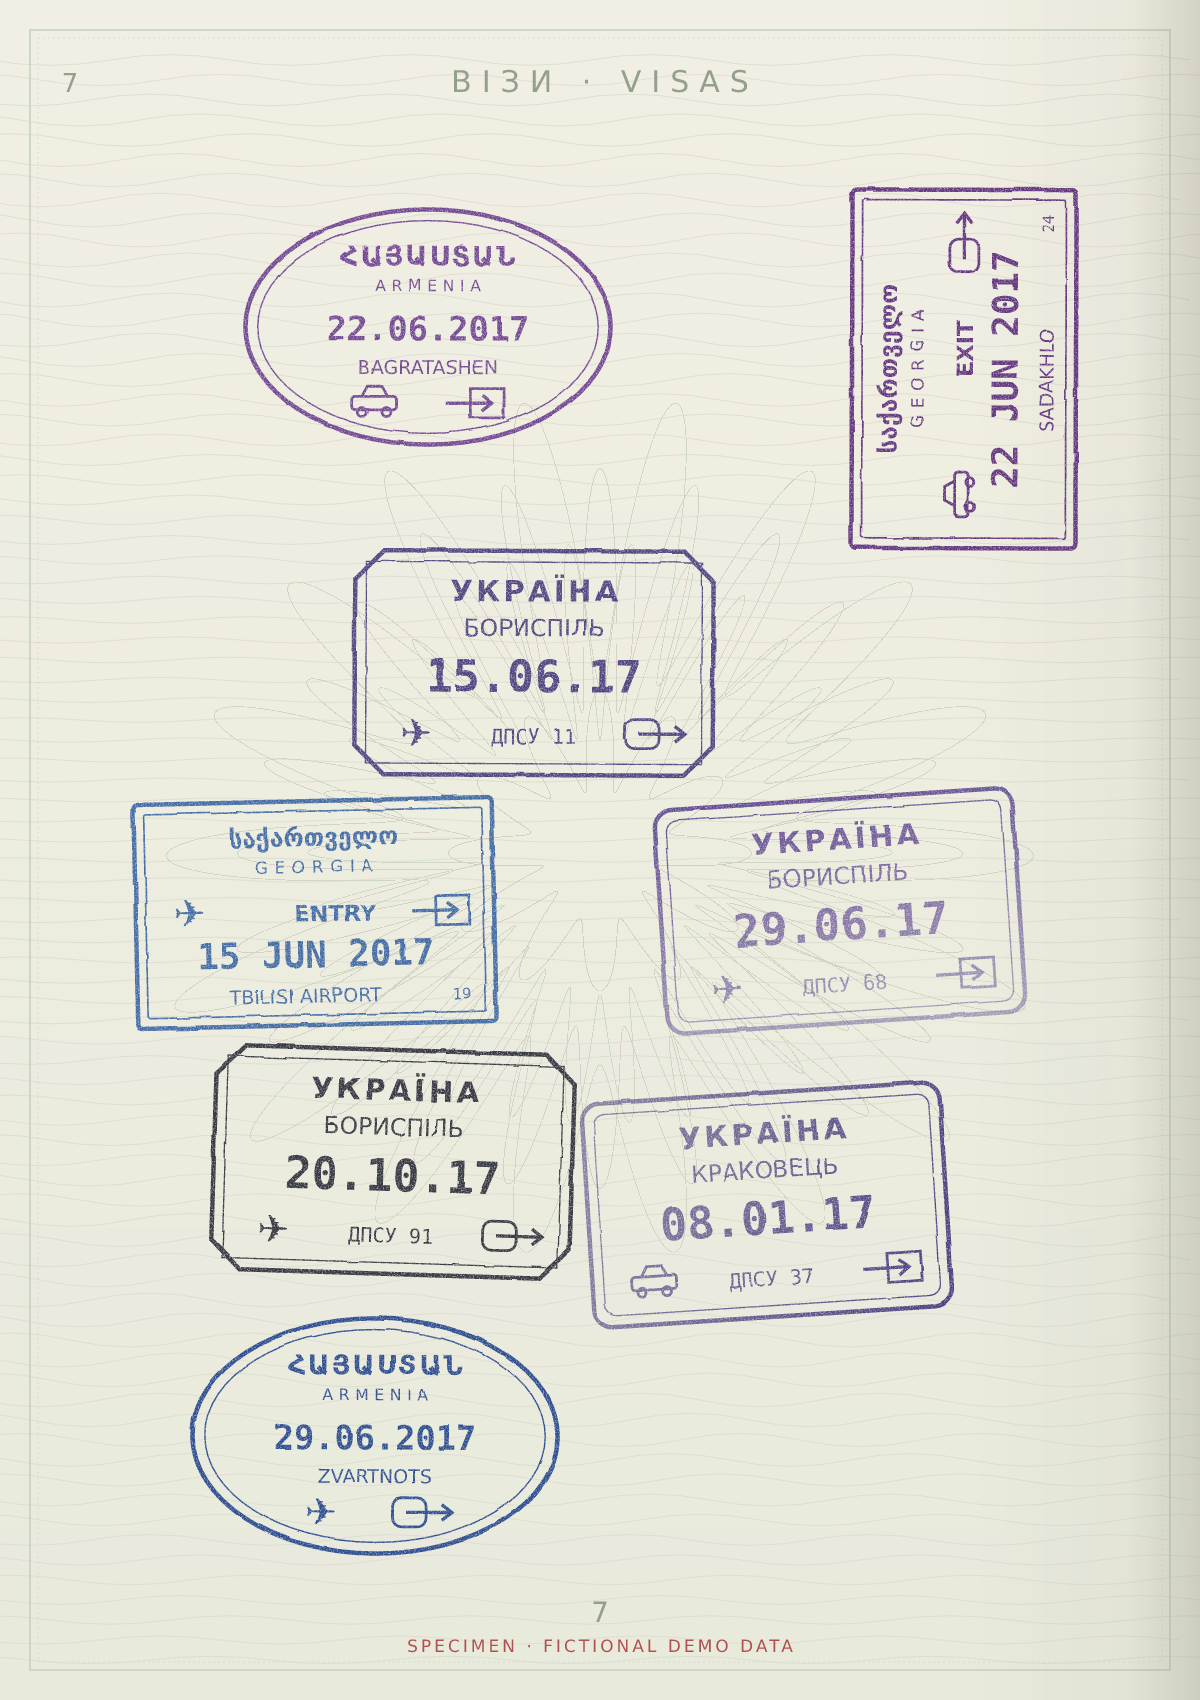 7
ВІЗИ · VISAS
ՀԱՅԱՍՏԱՆ
ARMENIA
22.06.2017
BAGRATASHEN
საქართველო
GEORGIA
EXIT
22 JUN 2017
SADAKHLO 24
УКРАЇНА
БОРИСПІЛЬ
15.06.17
ДПСУ 11
საქართველო
GEORGIA
ENTRY
15 JUN 2017
TBILISI AIRPORT 19
УКРАЇНА
БОРИСПІЛЬ
29.06.17
ДПСУ 68
УКРАЇНА
БОРИСПІЛЬ
20.10.17
ДПСУ 91
УКРАЇНА
КРАКОВЕЦЬ
08.01.17
ДПСУ 37
ՀԱՅԱՍՏԱՆ
ARMENIA
29.06.2017
ZVARTNOTS
7
SPECIMEN · FICTIONAL DEMO DATA